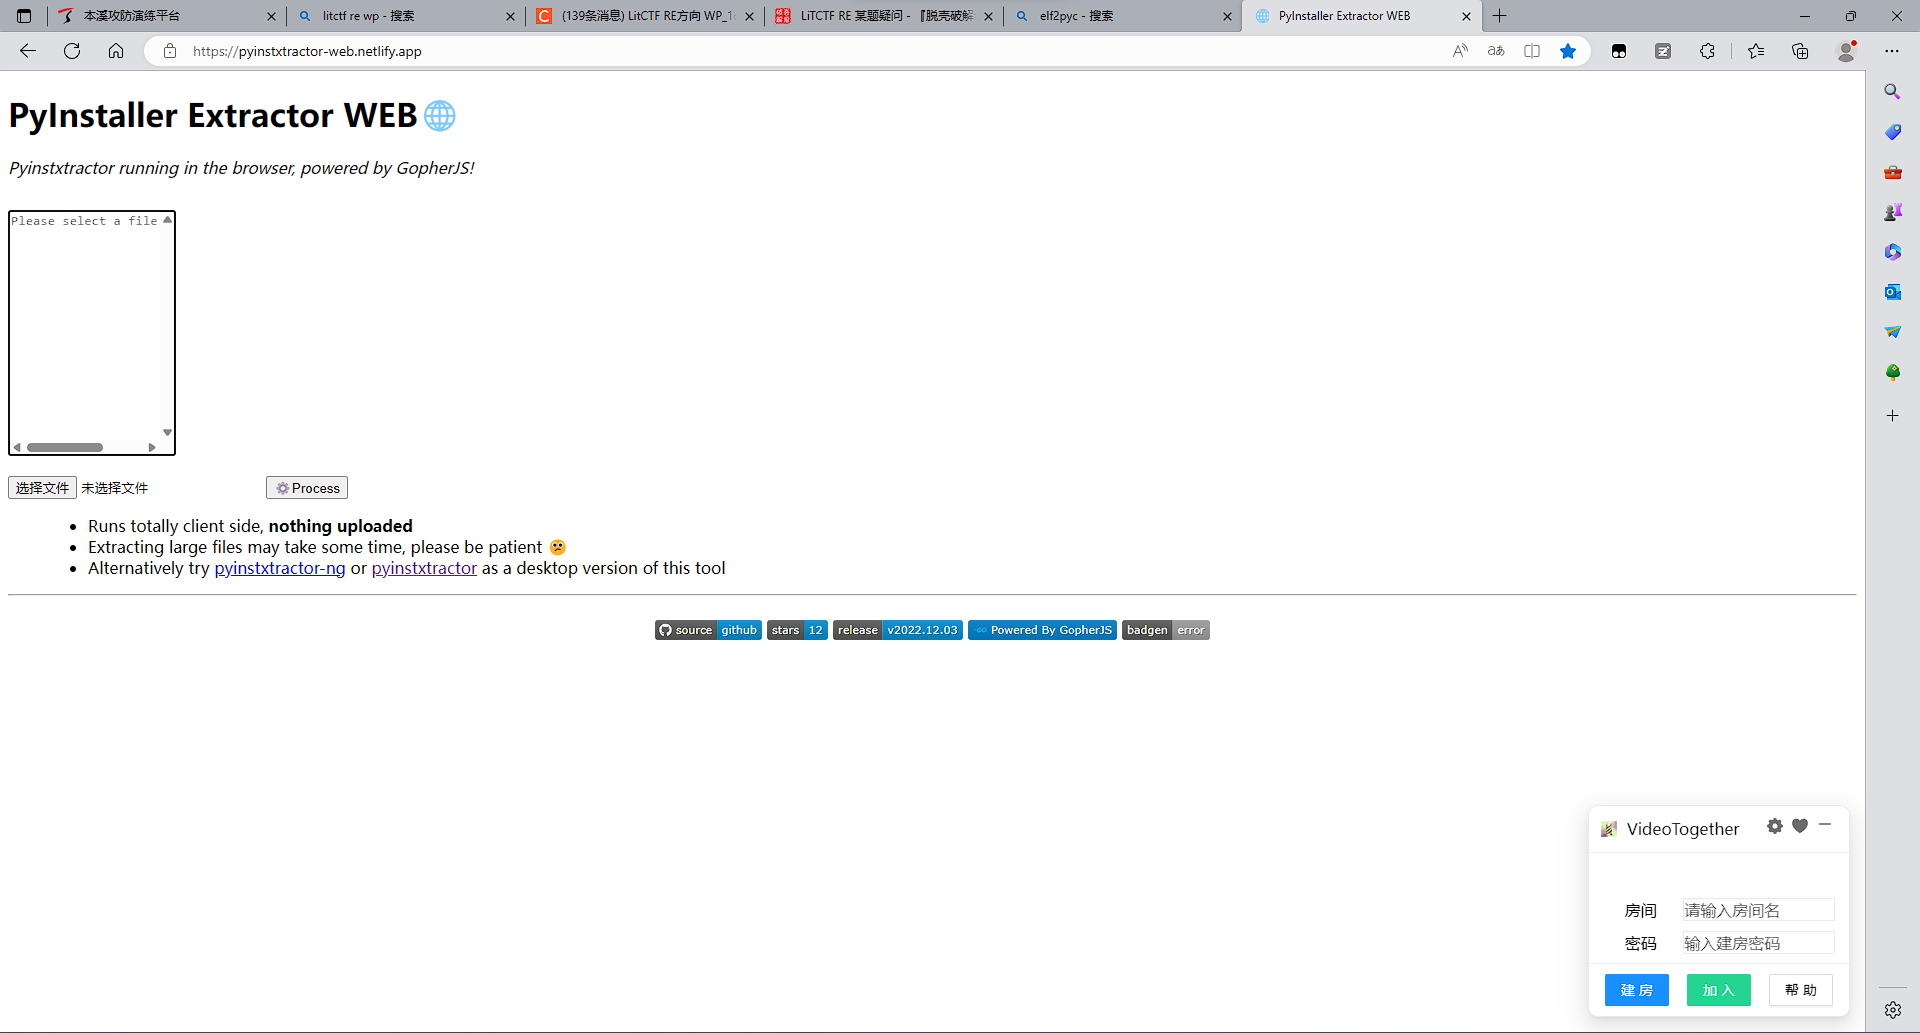 本溪攻防演练平台
litctf re wp - 搜索
(139条消息) LitCTF RE方向 WP_1
LiTCTF RE 某题疑问 - 『脱壳破解
elf2pyc - 搜索
PyInstaller Extractor WEB
https://pyinstxtractor-web.netlify.app
PyInstaller Extractor WEB
Pyinstxtractor running in the browser, powered by GopherJS!
Please select a file
选择文件 未选择文件 Process
Runs totally client side, nothing uploaded
Extracting large files may take some time, please be patient
Alternatively try pyinstxtractor-ng or pyinstxtractor as a desktop version of this tool
source github stars 12 release v2022.12.03 Powered By GopherJS badgen error
VideoTogether
房间 请输入房间名
密码 输入建房密码
建 房 加 入 帮 助